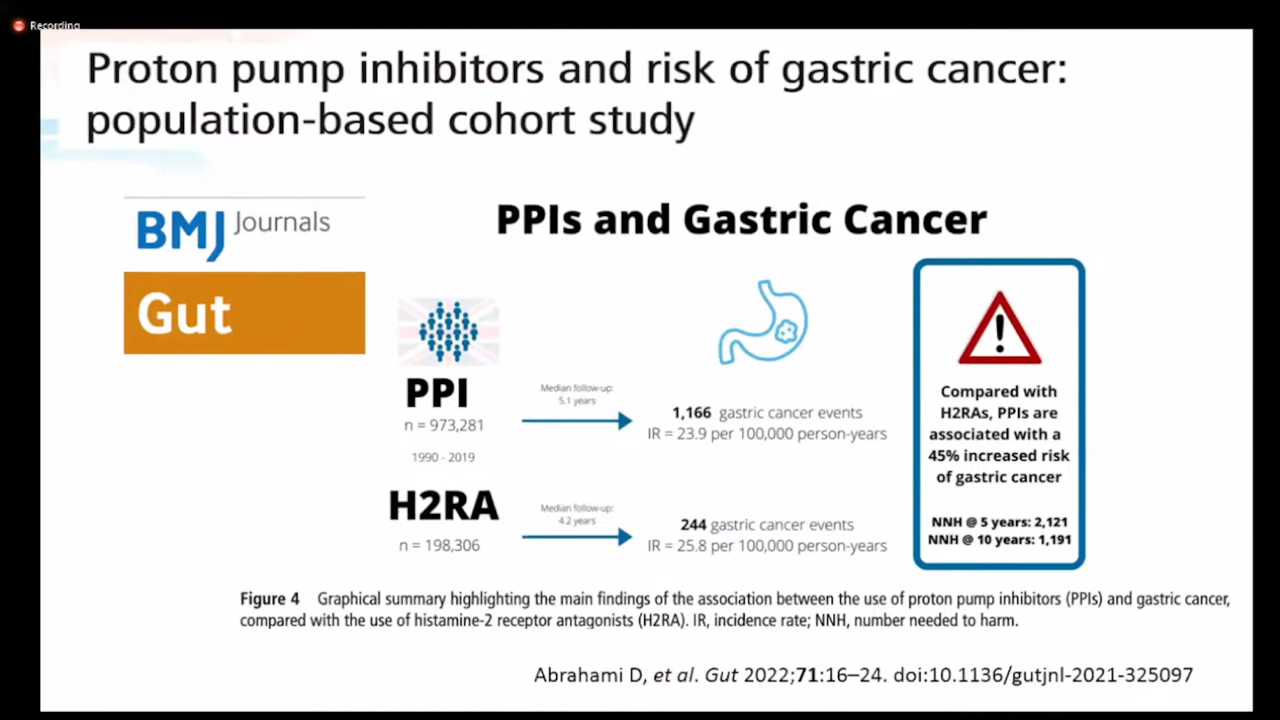 Recording
Proton pump inhibitors and risk of gastric cancer:
population-based cohort study
BMJ Journals
Gut
PPIs and Gastric Cancer
PPI
n = 973,281
1990 - 2019
Median follow-up:
5.1 years
1,166 gastric cancer events
IR = 23.9 per 100,000 person-years
H2RA
n = 198,306
Median follow-up:
4.2 years
244 gastric cancer events
IR = 25.8 per 100,000 person-years
!
Compared with
H2RAs, PPIs are
associated with a
45% increased risk
of gastric cancer
NNH @ 5 years: 2,121
NNH @ 10 years: 1,191
Figure 4 Graphical summary highlighting the main findings of the association between the use of proton pump inhibitors (PPIs) and gastric cancer,
compared with the use of histamine-2 receptor antagonists (H2RA). IR, incidence rate; NNH, number needed to harm.
Abrahami D, et al. Gut 2022;71:16–24. doi:10.1136/gutjnl-2021-325097